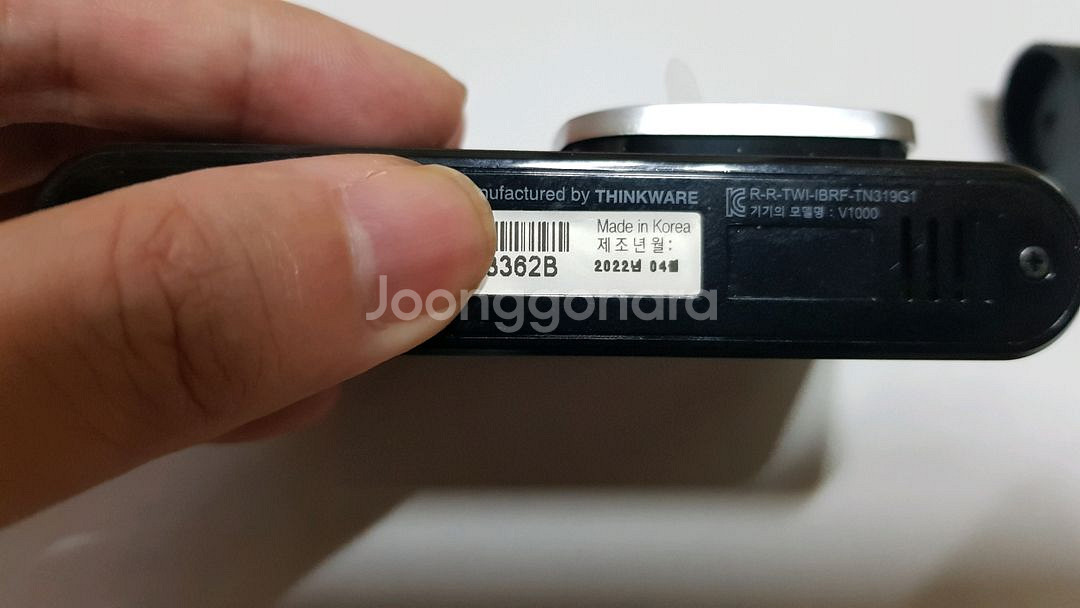 nufactured by THINKWARE
R-R-TWI-IBRF-TN319G1
기기의 모델명 : V1000
Made in Korea
제조년월:
3362B
2022년 04월
Joonggonara